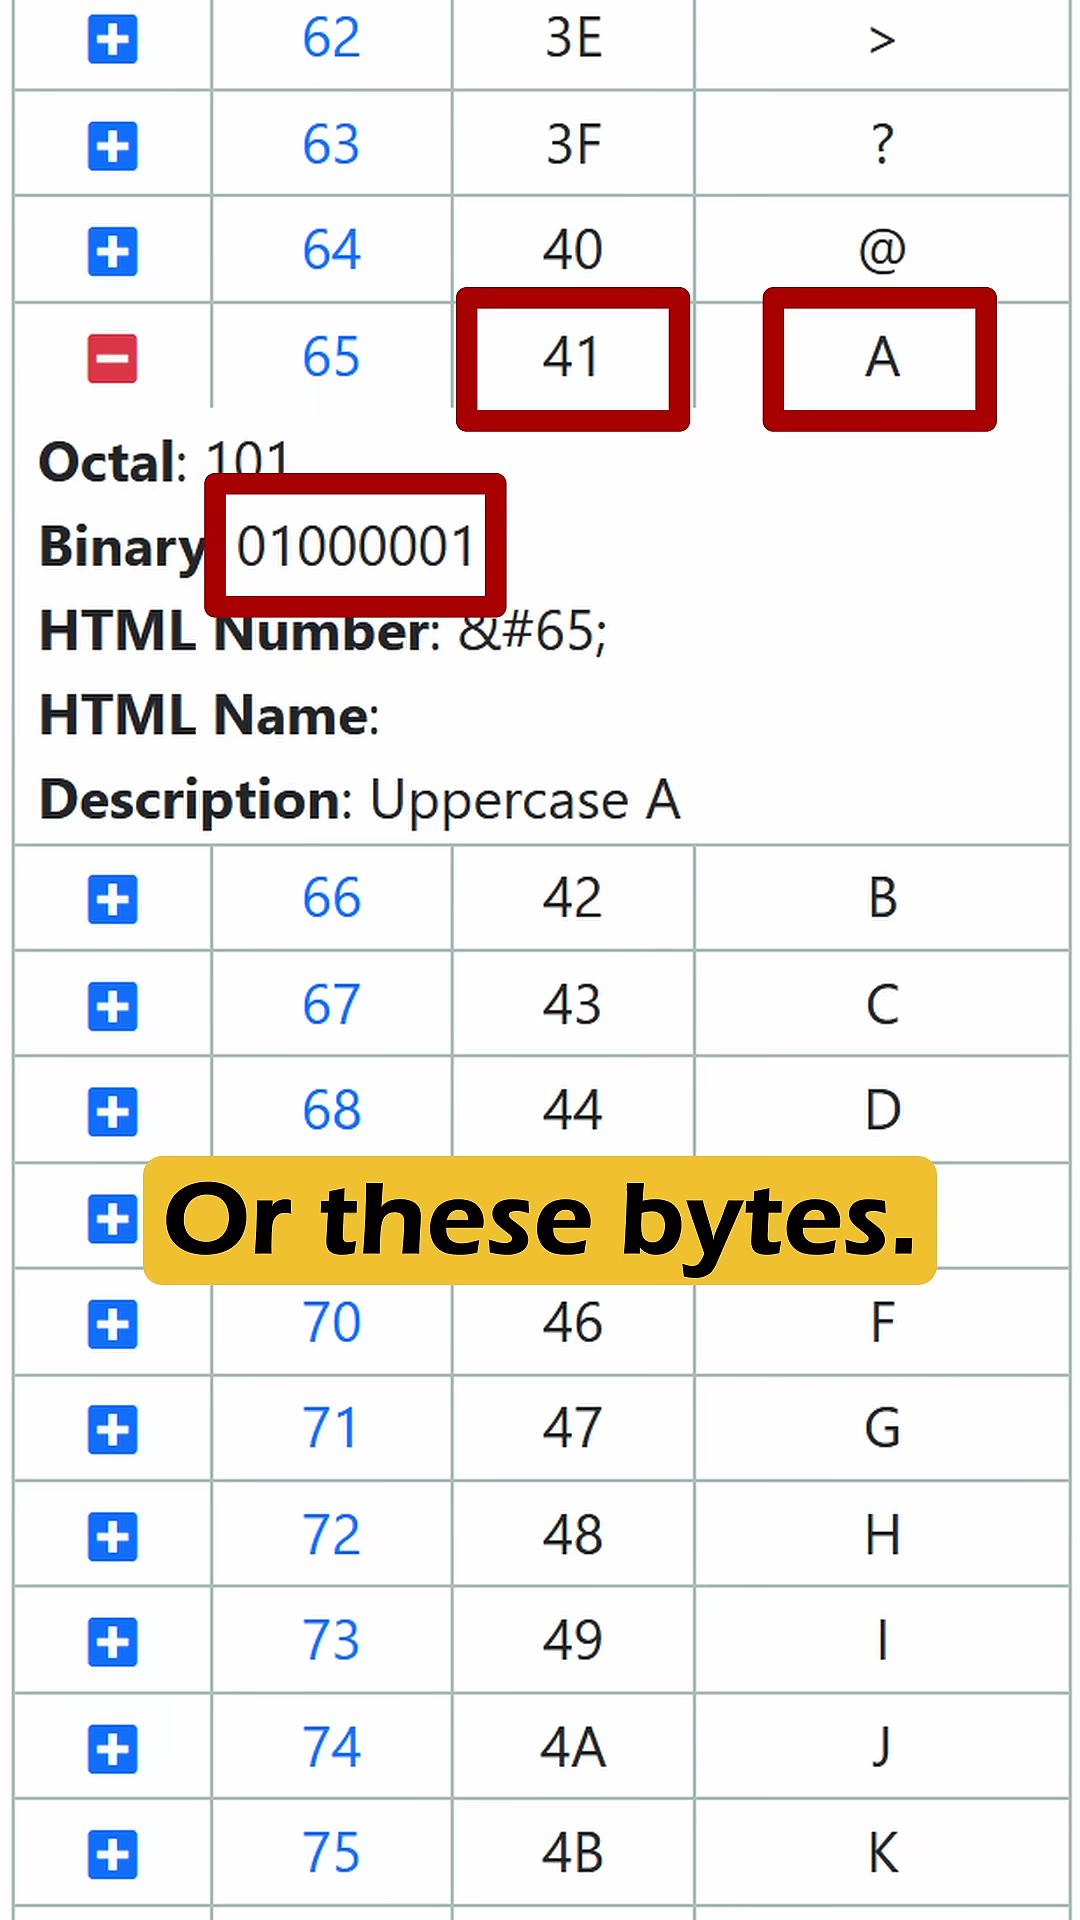 62 3E >
63 3F ?
64 40 @
65 41 A
Octal: 101
Binary 01000001
HTML Number: &#65;
HTML Name:
Description: Uppercase A
66 42 B
67 43 C
68 44 D
Or these bytes.
70 46 F
71 47 G
72 48 H
73 49 I
74 4A J
75 4B K